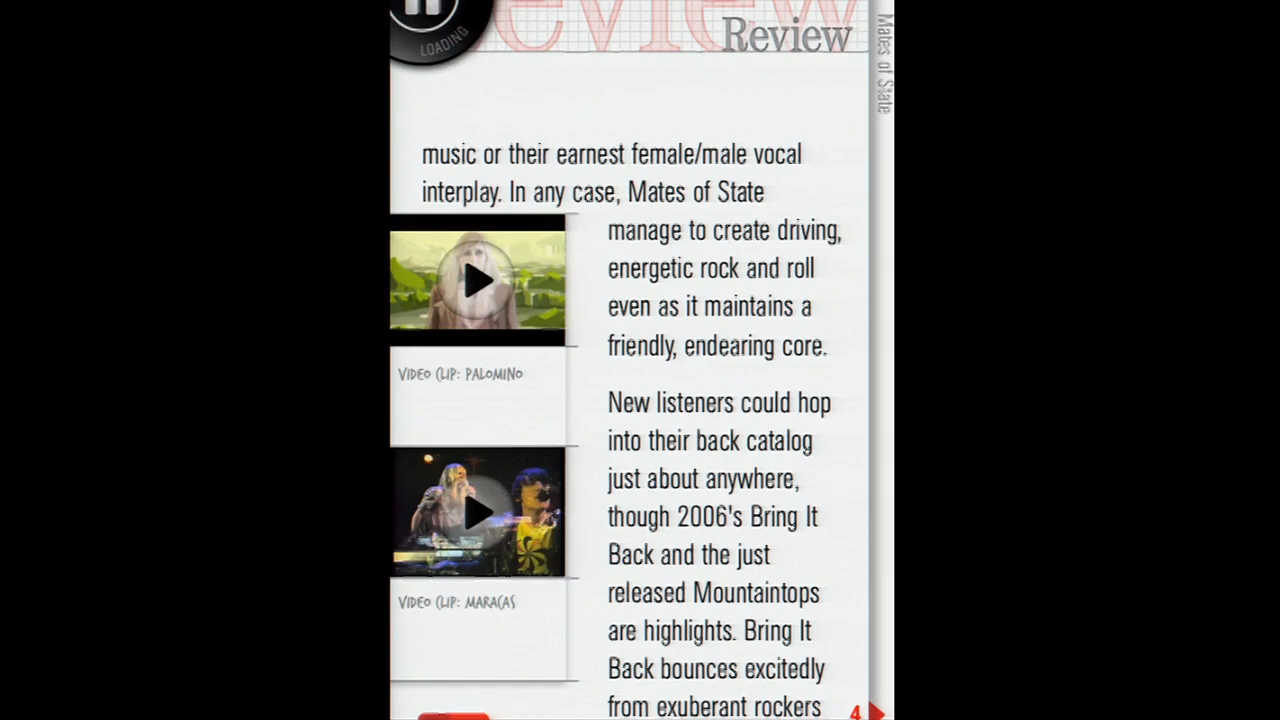 LOADING
Review
Review
Mates of State
music or their earnest female/male vocal
interplay. In any case, Mates of State
manage to create driving,
energetic rock and roll
even as it maintains a
friendly, endearing core.
VIDEO CLIP: PALOMINO
New listeners could hop
into their back catalog
just about anywhere,
though 2006's Bring It
Back and the just
released Mountaintops
are highlights. Bring It
Back bounces excitedly
from exuberant rockers
VIDEO CLIP: MARACAS
4